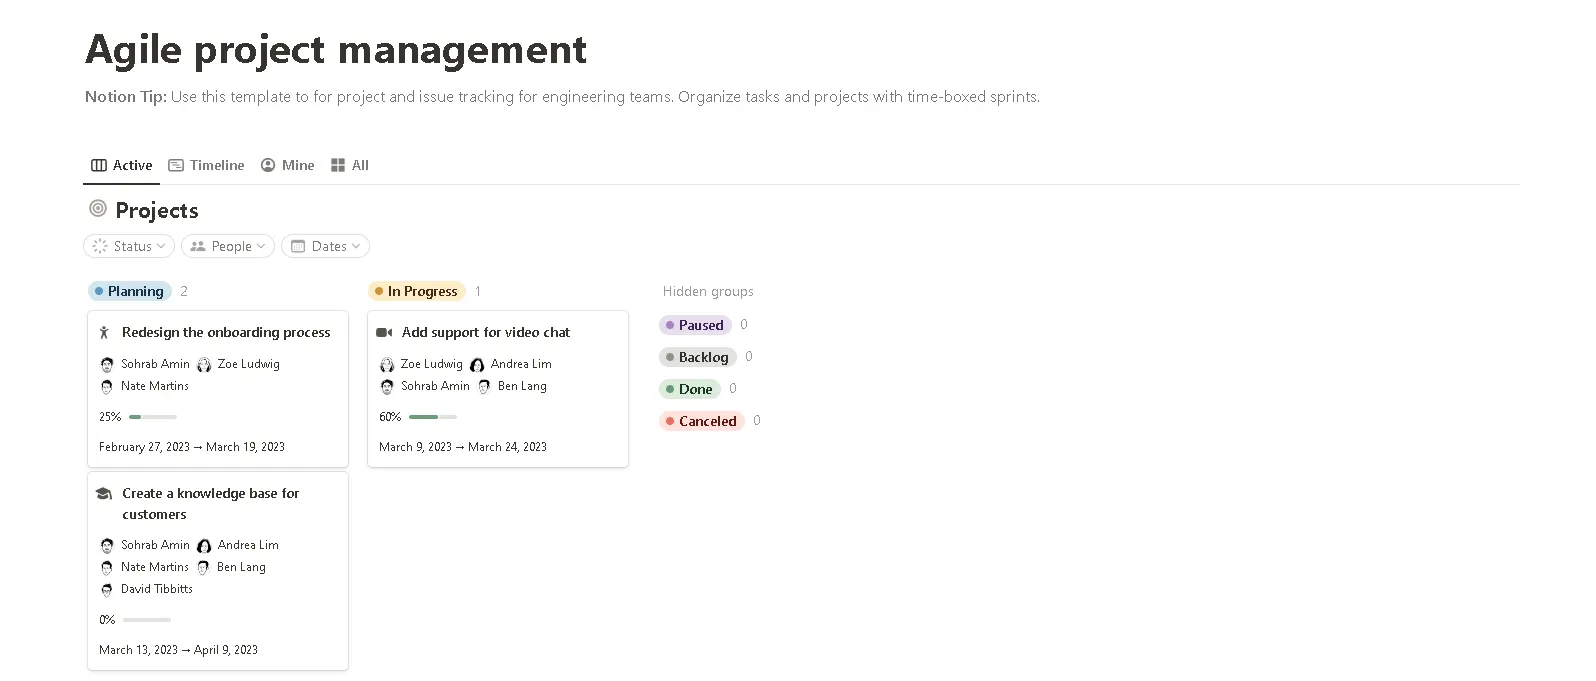 Agile project management
Notion Tip: Use this template to for project and issue tracking for engineering teams. Organize tasks and projects with time-boxed sprints.
Active Timeline Mine All
Projects
Status People Dates
Planning 2
Redesign the onboarding process
Sohrab Amin Zoe Ludwig
Nate Martins
25%
February 27, 2023 → March 19, 2023
Create a knowledge base for
customers
Sohrab Amin Andrea Lim
Nate Martins Ben Lang
David Tibbitts
0%
March 13, 2023 → April 9, 2023
In Progress 1
Add support for video chat
Zoe Ludwig Andrea Lim
Sohrab Amin Ben Lang
60%
March 9, 2023 → March 24, 2023
Hidden groups
Paused 0
Backlog 0
Done 0
Canceled 0